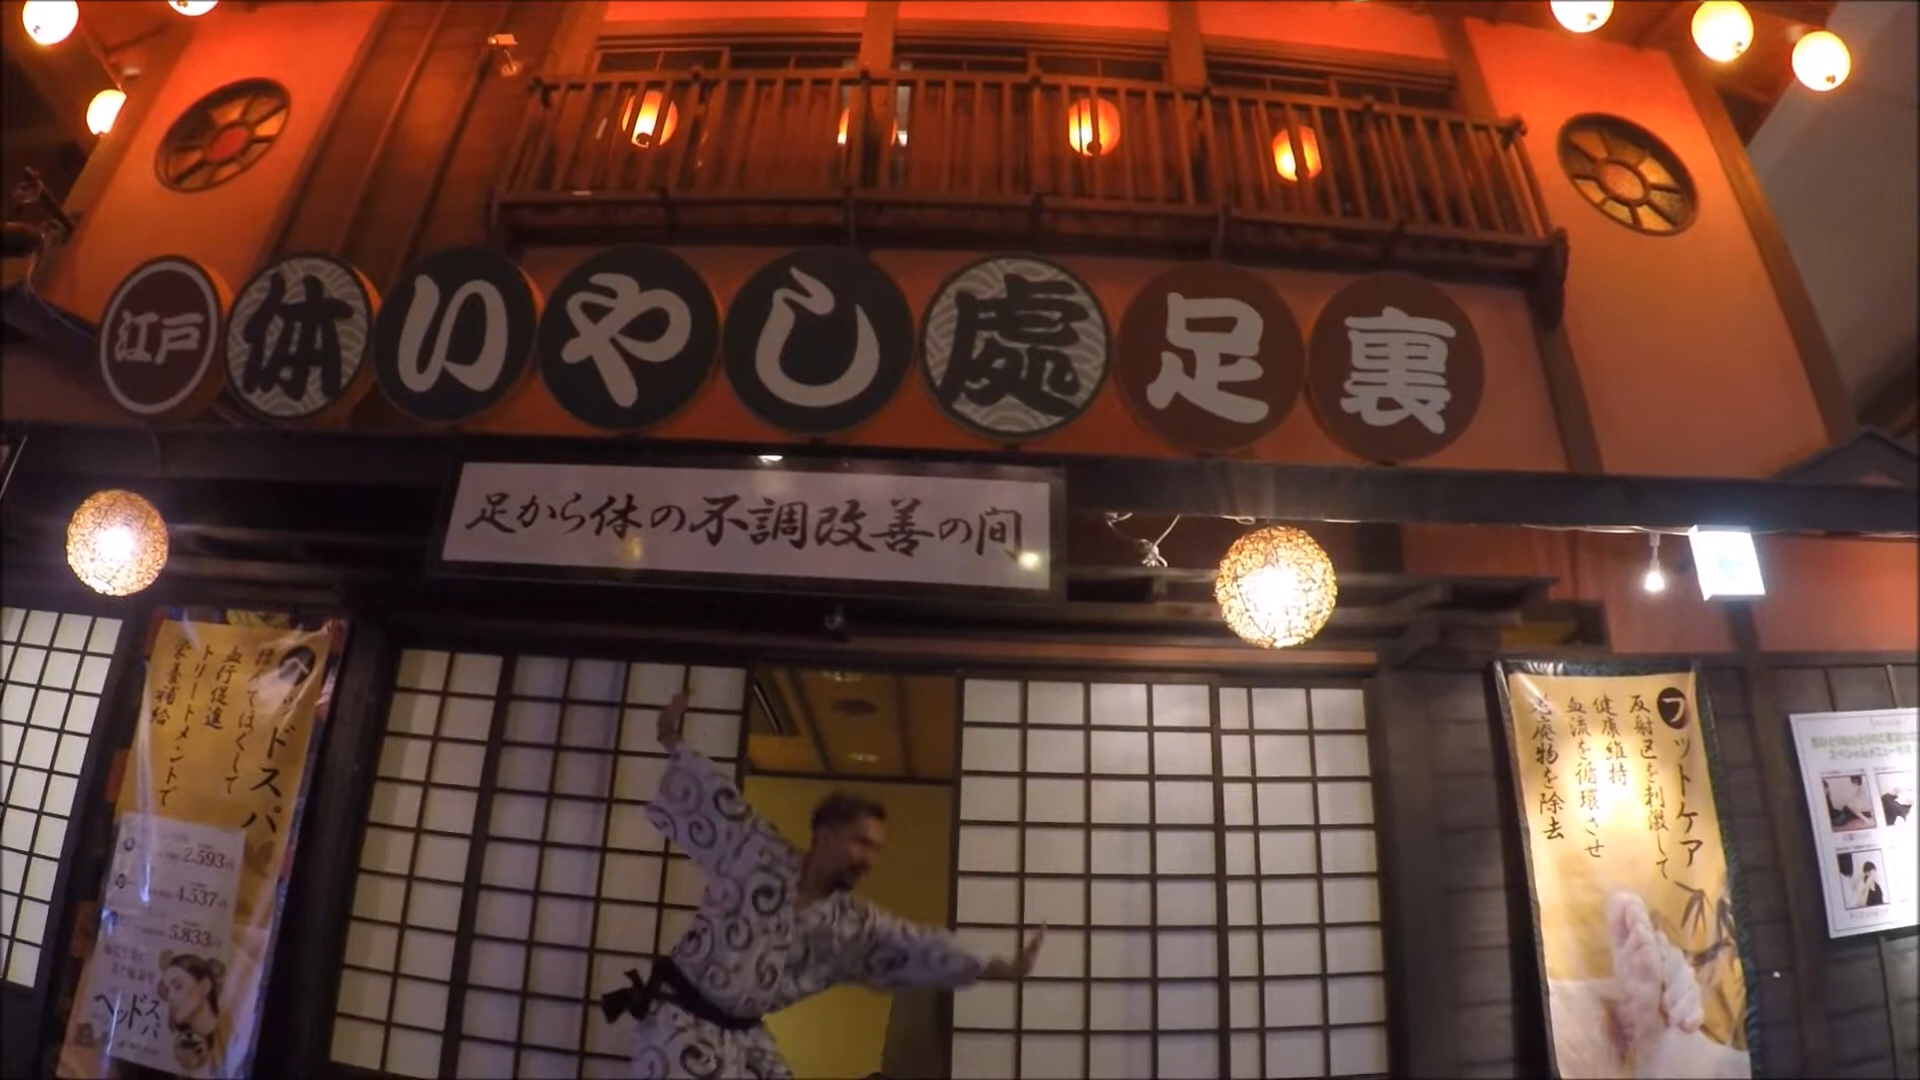 江戸 体いやし處 足裏
足から体の不調改善の間
ヘッドスパ
血行促進
トリートメントで
栄養補給
2.593
4.537
5.833
ヘッドスパ
フットケア
反射区を刺激して
健康維持
血流を循環させ
老廃物を除去